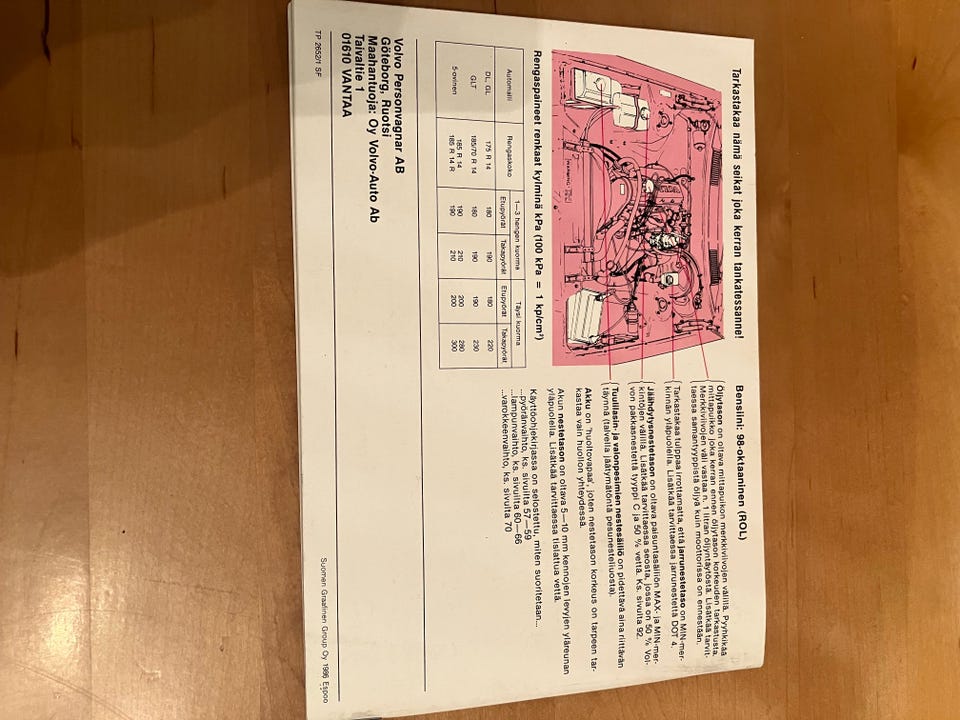 Tarkastakaa nämä seikat joka kerran tankatessanne!
Bensiini: 98-oktaaninen (ROL)
Öljytason on oltava mittapuikon merkkiviivojen välillä. Pyyhkikää
mittapuikko joka kerran ennen öljytason korkeuden tarkastusta.
Merkkiviivojen väli vastaa n. 1 litran öljyntäytöstä. Lisätkää tarvit-
taessa samantyyppistä öljyä kuin moottorissa on ennestään.
Tarkastakaa tulppaa irrottamatta, että jarrunestetaso on MIN-mer-
kinnän yläpuolella. Lisätkää tarvittaessa jarrunestettä DOT 4.
Jäähdytysnestetason on oltava paisuntasäiliön MAX- ja MIN-mer-
kintöjen välillä. Lisätkää tarvittaessa seosta, jossa on 50 % Vol-
von pakkasnestettä tyyppi C ja 50 % vettä. Ks. sivulta 92.
Tuulilasin- ja valonpesimien nestesäiliö on pidettävä aina riittävän
täynnä (talvella jäätymätöntä pesunesteliuosta).
Akku on 'huoltovapaa', joten nestetason korkeus on tarpeen tar-
kastaa vain huollon yhteydessä.
Akun nestetason on oltava 5—10 mm kennojen levyjen yläreunan
yläpuolella. Lisätkää tarvittaessa tislattua vettä.
Käyttöohjekirjassa on selostettu, miten suoritetaan...
...pyöränvaihto, ks. sivuilta 57—59
...lampunvaihto, ks. sivuilta 60—66
...varokkeenvaihto, ks. sivulta 70
Rengaspaineet renkaat kylminä kPa (100 kPa = 1 kp/cm²)
Automalli Rengaskoko 1—3 hengen kuorma Täysi kuorma
Etupyörät Takapyörät Etupyörät Takapyörät
DL, GL 175 R 14 180 190 180 220
GLT 185/70 R 14 180 190 190 230
5-ovinen 185 R 14 190 210 200 280
185 R 14 R 190 210 200 300
Volvo Personvagnar AB
Göteborg, Ruotsi
Maahantuoja: Oy Volvo-Auto Ab
Taivaltie 1
01610 VANTAA
TP 2652/1 SF
Suomen Graafinen Group Oy 1986 Espoo